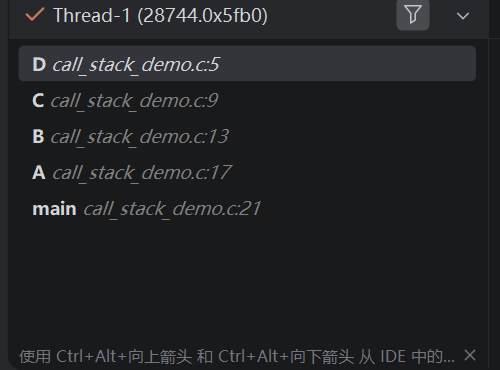 Thread-1 (28744.0x5fb0)
D call_stack_demo.c:5
C call_stack_demo.c:9
B call_stack_demo.c:13
A call_stack_demo.c:17
main call_stack_demo.c:21
使用 Ctrl+Alt+向上箭头 和 Ctrl+Alt+向下箭头 从 IDE 中的...